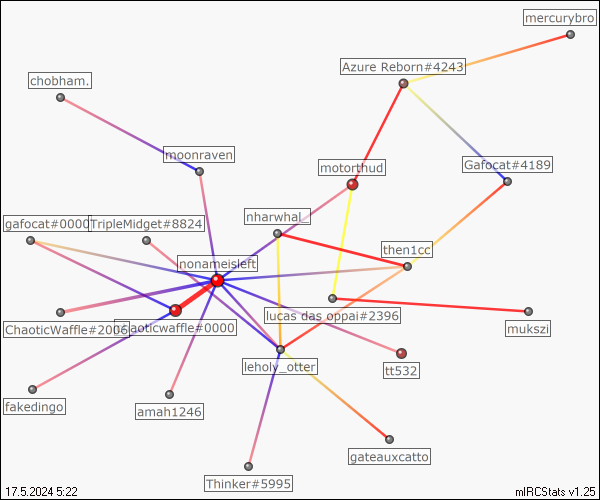 mercurybro
Azure Reborn#4243
chobham.
moonraven
motorthud
Gafocat#4189
gafocat#0000
TripleMidget#8824
nharwhal_
then1cc
nonameisleft
ChaoticWaffle#2006
chaoticwaffle#0000
lucas das oppai#2396
mukszi
leholy_otter
tt532
fakedingo
amah1246
gateauxcatto
Thinker#5995
17.5.2024 5:22
mIRCStats v1.25